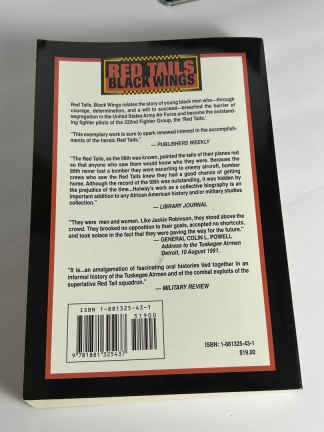 RED TAILS
BLACK WINGS
Red Tails, Black Wings relates the story of young black men who—through
courage, determination, and a will to succeed—breached the barrier of
segregation in the United States Army Air Force and became the outstand-
ing fighter pilots of the 332nd Fighter Group, the 'Red Tails.'
"This exemplary work is sure to spark renewed interest in the accomplish-
ments of the heroic Red Tails."
— PUBLISHERS WEEKLY
"The Red Tails, as the 99th was known, painted the tails of their planes red
so that anyone who saw them would know who they were. Because the
99th never lost a bomber they were escorting to enemy aircraft, bomber
crews who saw the Red Tails knew they had a good chance of getting
home. Although the record of the 99th was outstanding, it was hidden by
the prejudice of the time...Holway's work as a collective biography is an
important addition to any African American history and/or military studies
collection."
— LIBRARY JOURNAL
"They were men and women. Like Jackie Robinson, they stood above the
crowd. They brooked no opposition to their goals, accepted no shortcuts,
and took solace in the fact that they were paving the way for the future."
— GENERAL COLIN L. POWELL
Address to the Tuskegee Airmen
Detroit, 10 August 1991.
"It is...an amalgamation of fascinating oral histories tied together in an
informal history of the Tuskegee Airmen and of the combat exploits of the
superlative Red Tail squadron."
— MILITARY REVIEW
ISBN 1-881325-43-1
51900
9 781881 325437
ISBN: 1-881325-43-1
$19.00